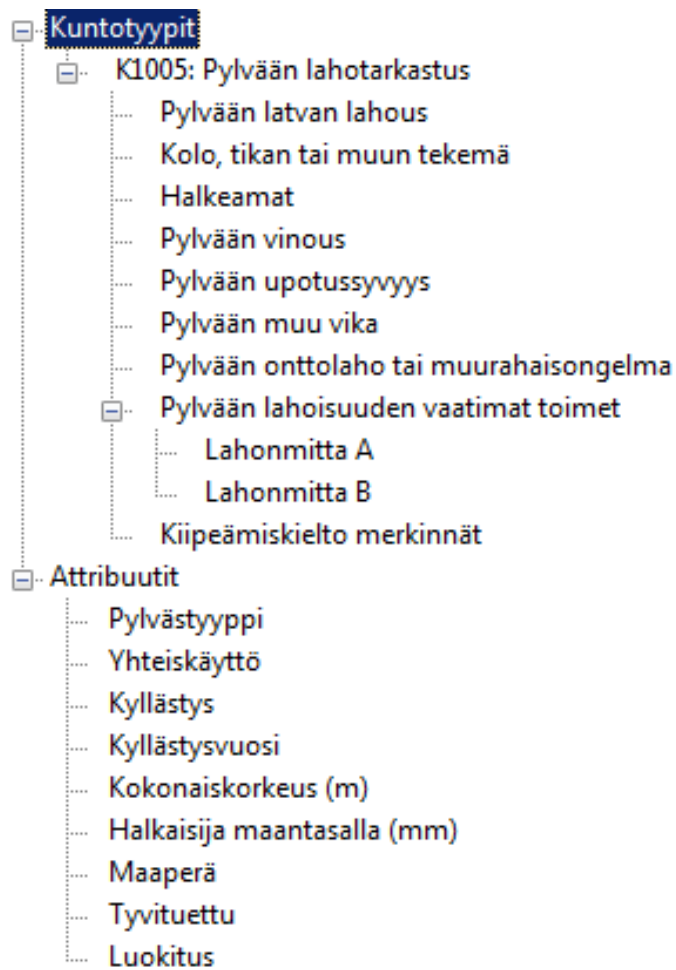 Kuntotyypit
K1005: Pylvään lahotarkastus
Pylvään latvan lahous
Kolo, tikan tai muun tekemä
Halkeamat
Pylvään vinous
Pylvään upotussyvyys
Pylvään muu vika
Pylvään onttolaho tai muurahaisongelma
Pylvään lahoisuuden vaatimat toimet
Lahonmitta A
Lahonmitta B
Kiipeämiskielto merkinnät
Attribuutit
Pylvästyyppi
Yhteiskäyttö
Kyllästys
Kyllästysvuosi
Kokonaiskorkeus (m)
Halkaisija maantasalla (mm)
Maaperä
Tyvituettu
Luokitus